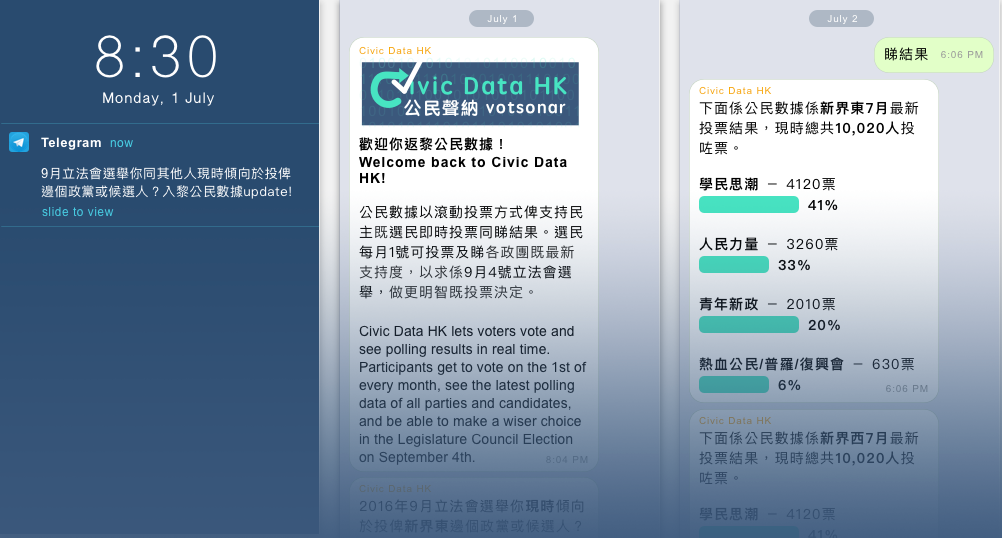 8:30
Monday, 1 July
Telegram now
9月立法會選舉你同其他人現時傾向於投俾
邊個政黨或候選人？入黎公民數據update!
slide to view
July 1
Civic Data HK
Civic Data HK
公民聲納 votsonar
歡迎你返黎公民數據！
Welcome back to Civic Data
HK!
公民數據以滾動投票方式俾支持民
主既選民即時投票同睇結果。選民
每月1號可投票及睇各政團既最新
支持度，以求係9月4號立法會選
舉，做更明智既投票決定。
Civic Data HK lets voters vote and
see polling results in real time.
Participants get to vote on the 1st of
every month, see the latest polling
data of all parties and candidates,
and be able to make a wiser choice
in the Legislature Council Election
on September 4th.
8:04 PM
Civic Data HK
2016年9月立法會選舉你現時傾向
於投俾新界東邊個政黨或候選人？
July 2
睇結果 6:06 PM
Civic Data HK
下面係公民數據係新界東7月最新
投票結果，現時總共10,020人投
咗票。
學民思潮 － 4120票
41%
人民力量 － 3260票
33%
青年新政 － 2010票
20%
熱血公民/普羅/復興會 － 630票
6%
6:06 PM
Civic Data HK
下面係公民數據係新界西7月最新
投票結果，現時總共10,020人投
咗票。
學民思潮 － 4120票
41%